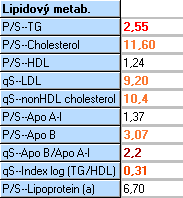 Lipidový metab.
P/S--TG 2,55
P/S--Cholesterol 11,60
P/S--HDL 1,24
qS--LDL 9,20
qS--nonHDL cholesterol 10,4
P/S--Apo A-I 1,37
P/S--Apo B 3,07
qS--Apo B/Apo A-I 2,2
qS--Index log (TG/HDL) 0,31
P/S--Lipoprotein (a) 6,70